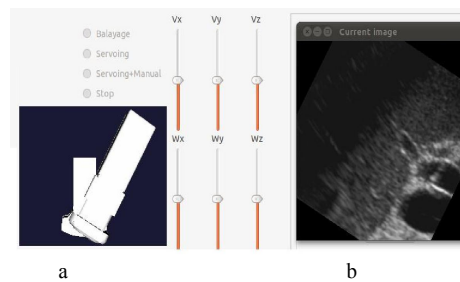 Vx Vy Vz
Balayage
Servoing
Servoing+Manual
Stop
Wx Wy Wz
Current image
a b